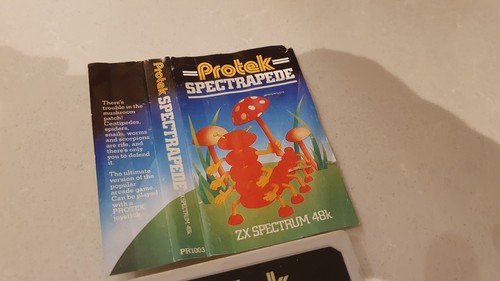 There's
trouble in the
mushroom
patch!
Centipedes,
spiders,
snails, worms
and scorpions
are rife, and
there's only
you to defend
it.
The ultimate
version of the
popular
arcade game.
Can be played
with a
PROTEK
joystick.
Protek SPECTRAPEDE
ZX SPECTRUM 48k
PR1003
Protek
SPECTRAPEDE
ZX SPECTRUM 48k